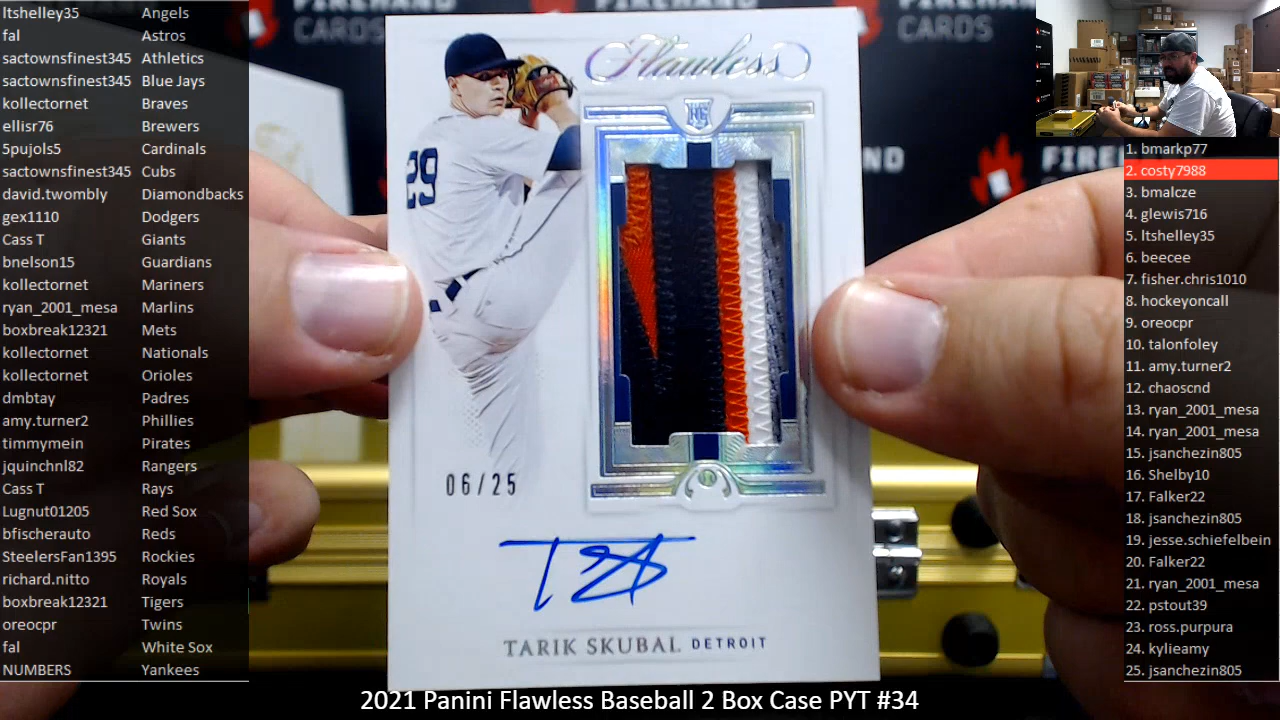 ltshelley35 Angels
fal Astros
sactownsfinest345 Athletics
sactownsfinest345 Blue Jays
kollectornet Braves
ellisr76 Brewers
5pujols5 Cardinals
sactownsfinest345 Cubs
david.twombly Diamondbacks
gex1110 Dodgers
Cass T Giants
bnelson15 Guardians
kollectornet Mariners
ryan_2001_mesa Marlins
boxbreak12321 Mets
kollectornet Nationals
kollectornet Orioles
dmbtay Padres
amy.turner2 Phillies
timmymein Pirates
jquinchnl82 Rangers
Cass T Rays
Lugnut01205 Red Sox
bfischerauto Reds
SteelersFan1395 Rockies
richard.nitto Royals
boxbreak12321 Tigers
oreocpr Twins
fal White Sox
NUMBERS Yankees
FIREHAND
CARDS
CARDS
Flawless
29
06/25
TARIK SKUBAL DETROIT
1. bmarkp77
2. costy7988
3. bmalcze
4. glewis716
5. ltshelley35
6. beecee
7. fisher.chris1010
8. hockeyoncall
9. oreocpr
10. talonfoley
11. amy.turner2
12. chaoscnd
13. ryan_2001_mesa
14. ryan_2001_mesa
15. jsanchezin805
16. Shelby10
17. Falker22
18. jsanchezin805
19. jesse.schiefelbein
20. Falker22
21. ryan_2001_mesa
22. pstout39
23. ross.purpura
24. kylieamy
25. jsanchezin805
2021 Panini Flawless Baseball 2 Box Case PYT #34